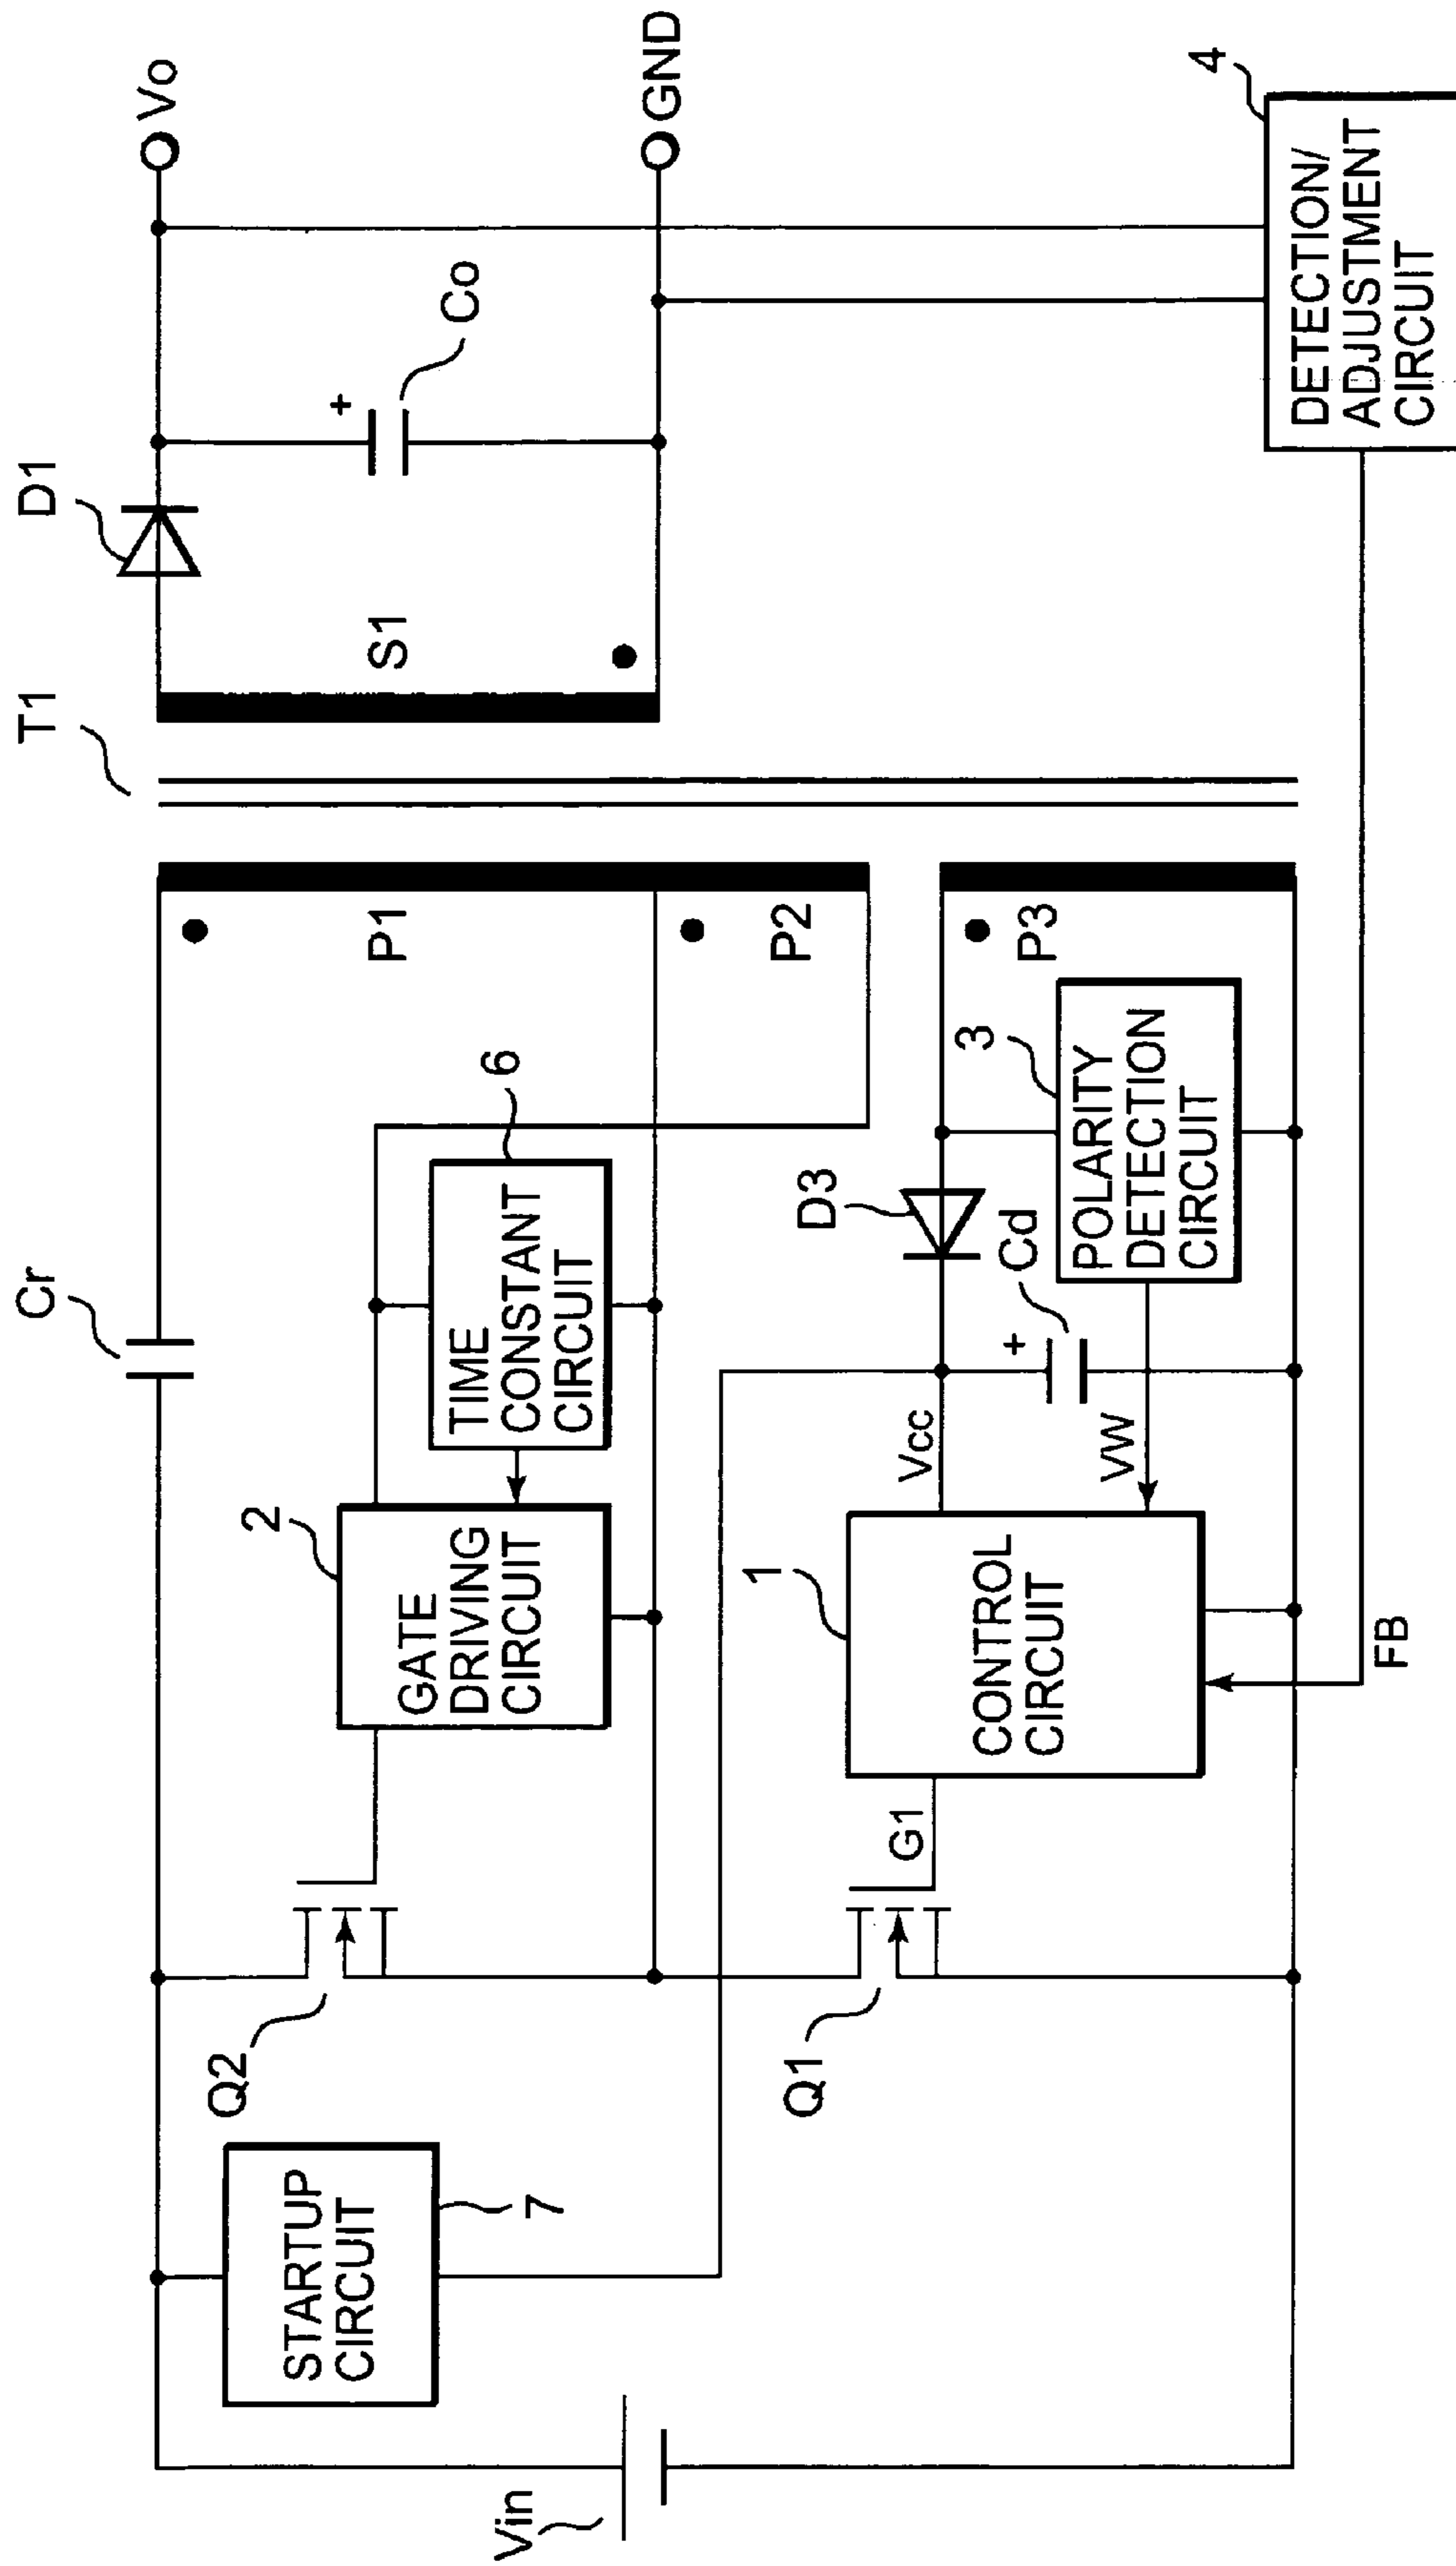 Vin
STARTUP
CIRCUIT
7
Q2
Q1
G1
Cr
2
GATE
DRIVING
CIRCUIT
6
TIME
CONSTANT
CIRCUIT
1
CONTROL
CIRCUIT
Vcc
VW
FB
D3
Cd
+
3
POLARITY
DETECTION
CIRCUIT
P1
P2
P3
T1
S1
D1
+
Co
Vo
GND
4
DETECTION/
ADJUSTMENT
CIRCUIT